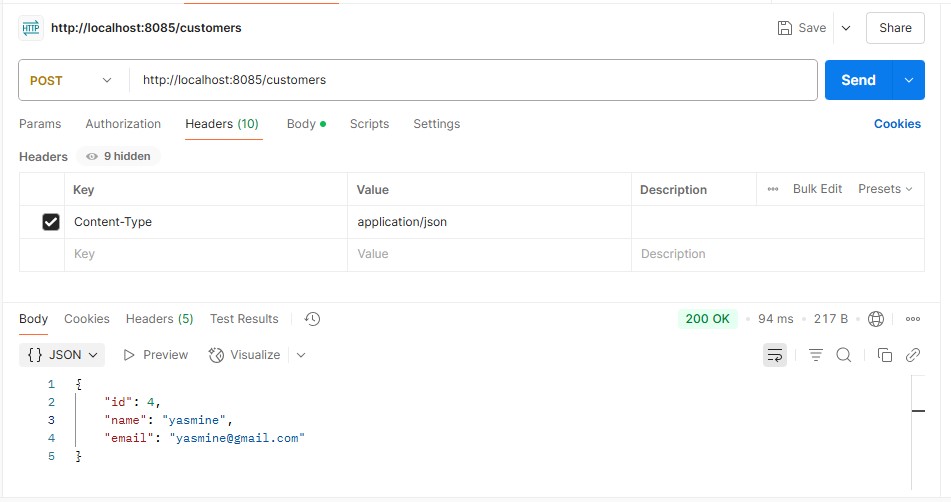 HTTP http://localhost:8085/customers Save Share
POST http://localhost:8085/customers Send
Params Authorization Headers (10) Body Scripts Settings Cookies
Headers 9 hidden
Key Value Description Bulk Edit Presets
Content-Type application/json
Key Value Description
Body Cookies Headers (5) Test Results 200 OK 94 ms 217 B
{} JSON Preview Visualize
1 {
2 "id": 4,
3 "name": "yasmine",
4 "email": "yasmine@gmail.com"
5 }